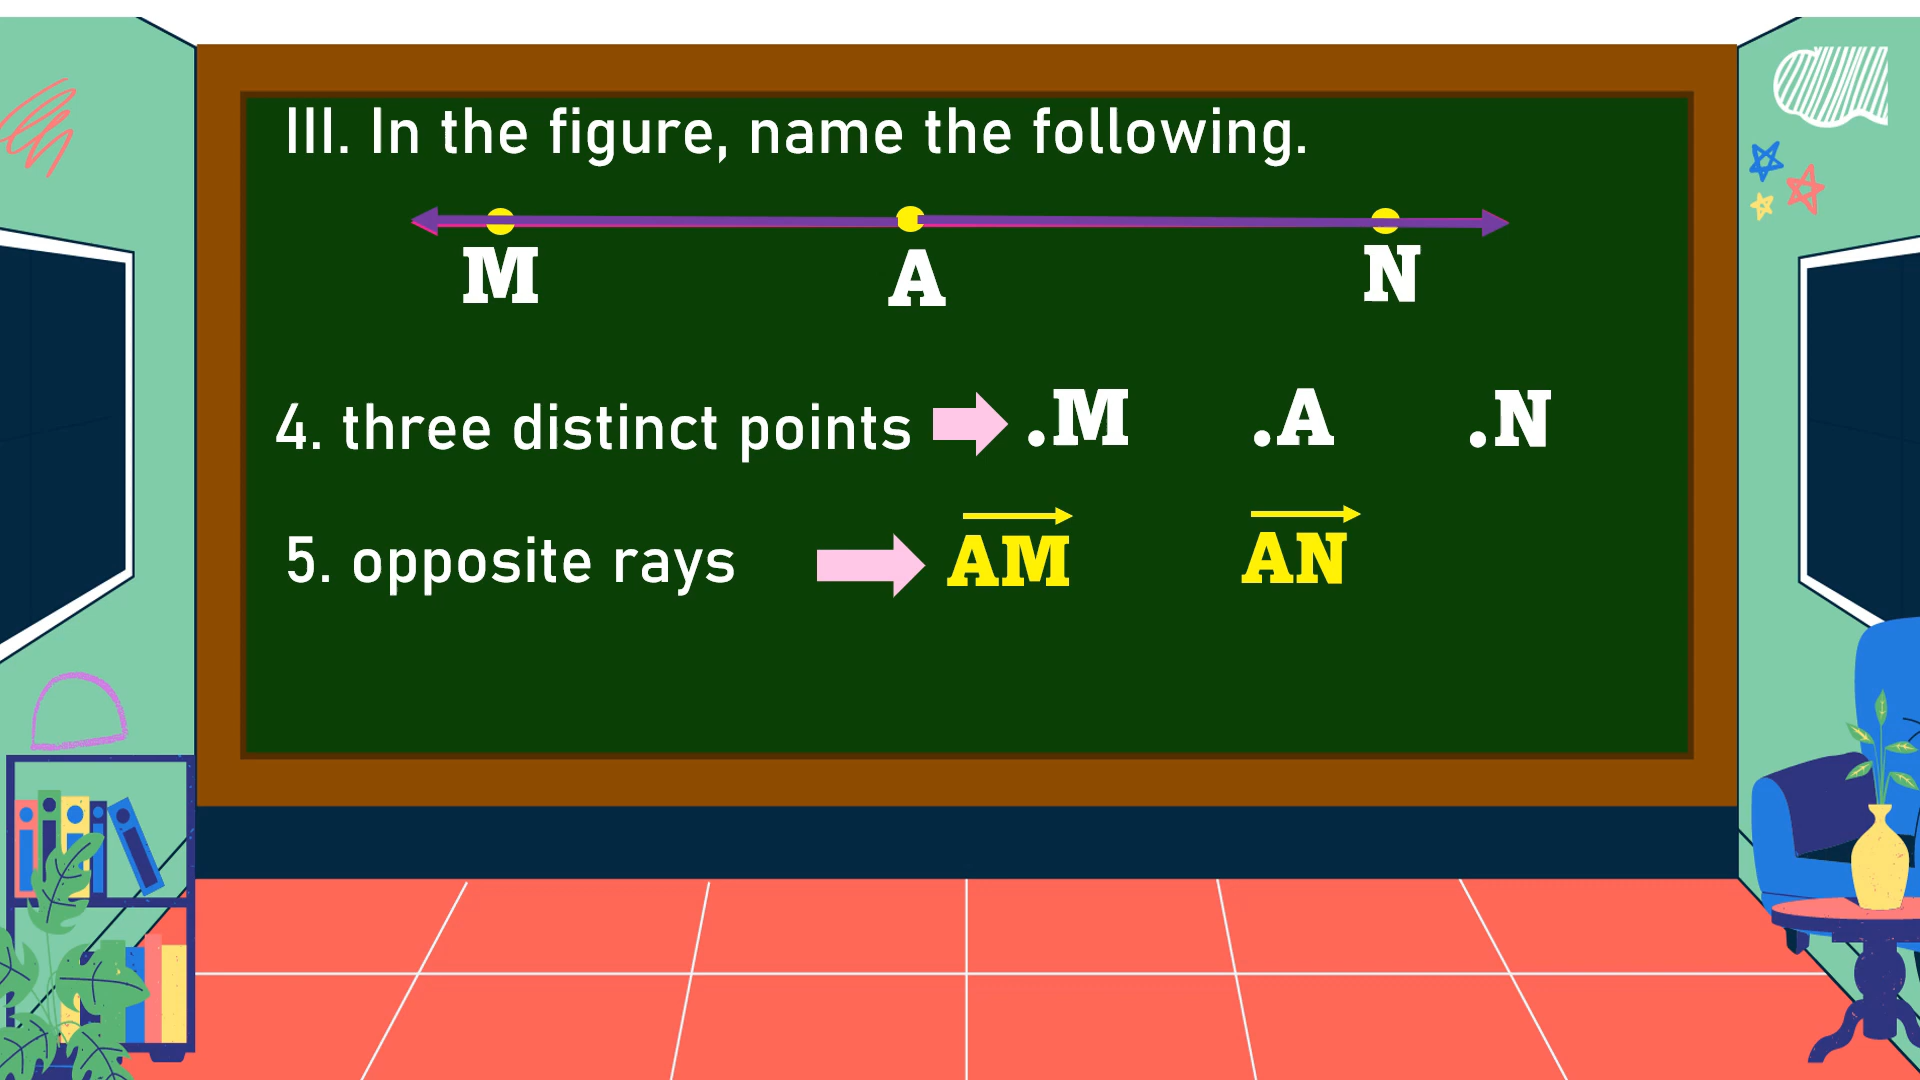 III. In the figure, name the following.
M A N
4. three distinct points .M .A .N
5. opposite rays AM AN